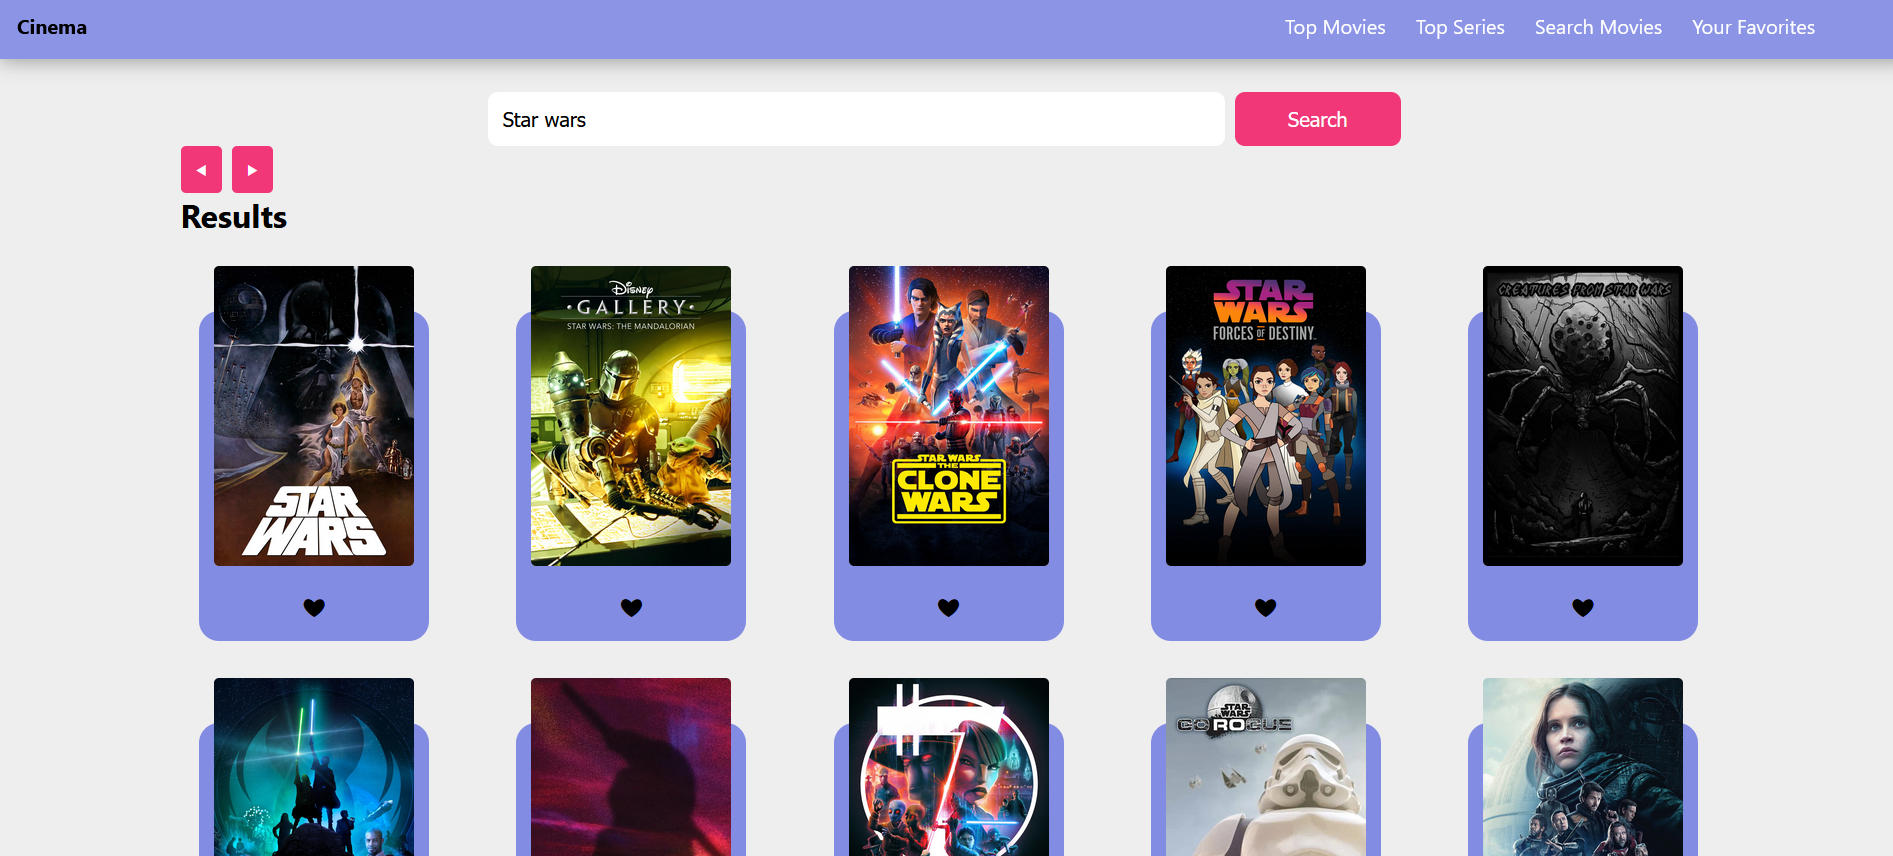 Cinema
Top Movies
Top Series
Search Movies
Your Favorites
Star wars
Search
Results
STAR
WARS
Disney
GALLERY
STAR WARS: THE MANDALORIAN
STAR WARS
THE
CLONE
WARS
STAR
WARS
FORCES OF DESTINY
CREATURES FROM STAR WARS
STAR
WARS
GO ROGUE